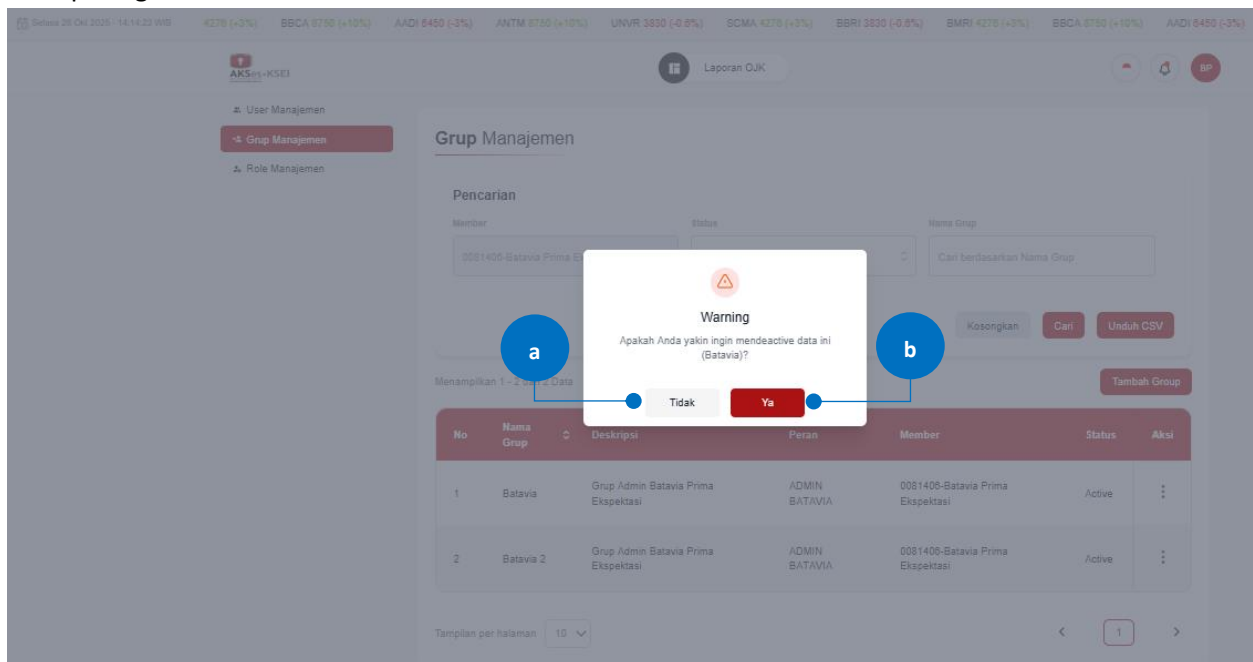 Selasa 28 Okt 2025 - 14:14:22 WIB 4276 (+3%) BBCA 8750 (+10%) AADI 8450 (-3%) ANTM 8750 (+10%) UNVR 3830 (-0.5%) SCMA 4276 (+3%) BBRI 3830 (-0.5%) BMRI 4276 (+3%) BBCA 8750 (+10%) AADI 8450 (-3%)
AKSes-KSEI
Laporan OJK
BP
User Manajemen
Grup Manajemen
Role Manajemen
Grup Manajemen
Pencarian
Member Status Nama Grup
0081406-Batavia Prima Cari berdasarkan Nama Grup
Warning
Apakah Anda yakin ingin mendeactive data ini
(Batavia)?
Tidak Ya
a
b
Kosongkan Cari Unduh CSV
Menampilkan 1 - 2 dari 2 Data
Tambah Group
No Nama Grup Deskripsi Peran Member Status Aksi
1 Batavia Grup Admin Batavia Prima Ekspektasi ADMIN BATAVIA 0081406-Batavia Prima Ekspektasi Active
2 Batavia 2 Grup Admin Batavia Prima Ekspektasi ADMIN BATAVIA 0081406-Batavia Prima Ekspektasi Active
Tampilan per halaman 10
1